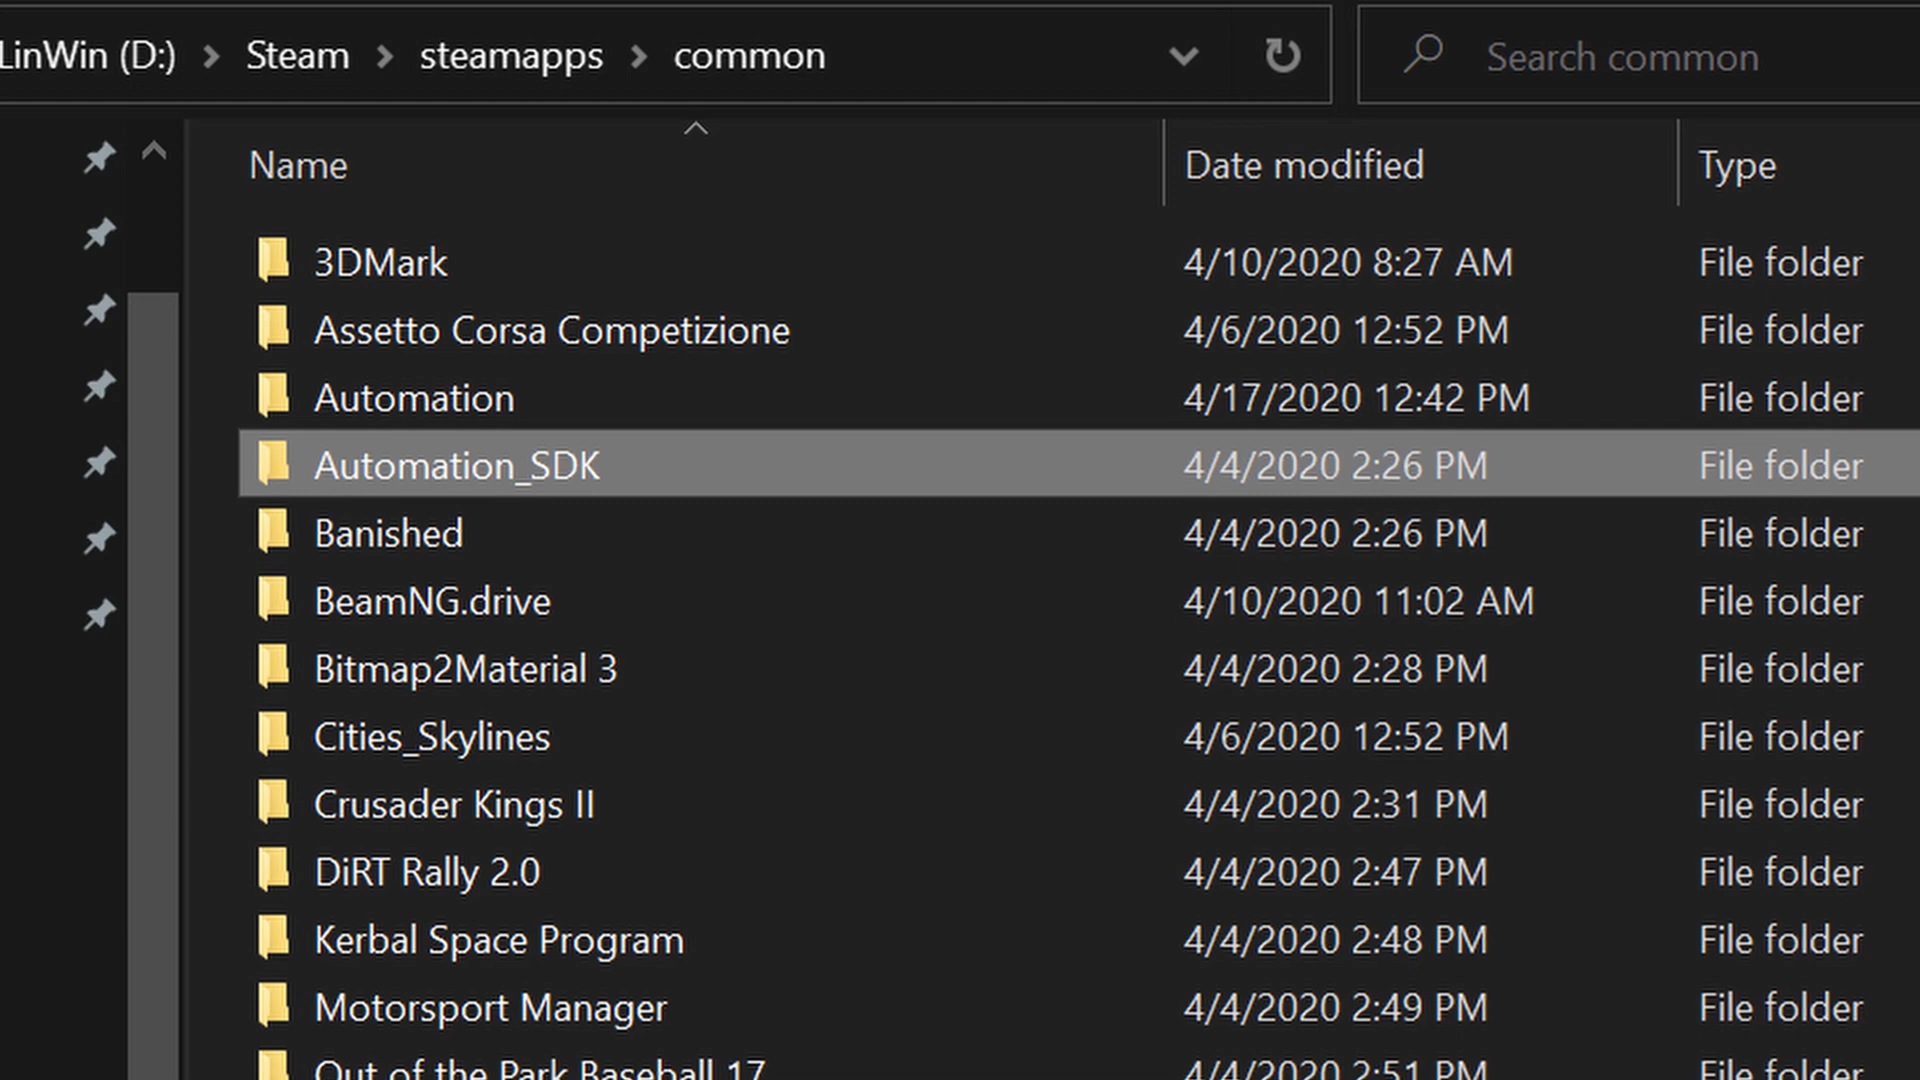 LinWin (D:) > Steam > steamapps > common
Search common
Name Date modified Type
3DMark 4/10/2020 8:27 AM File folder
Assetto Corsa Competizione 4/6/2020 12:52 PM File folder
Automation 4/17/2020 12:42 PM File folder
Automation_SDK 4/4/2020 2:26 PM File folder
Banished 4/4/2020 2:26 PM File folder
BeamNG.drive 4/10/2020 11:02 AM File folder
Bitmap2Material 3 4/4/2020 2:28 PM File folder
Cities_Skylines 4/6/2020 12:52 PM File folder
Crusader Kings II 4/4/2020 2:31 PM File folder
DiRT Rally 2.0 4/4/2020 2:47 PM File folder
Kerbal Space Program 4/4/2020 2:48 PM File folder
Motorsport Manager 4/4/2020 2:49 PM File folder
Out of the Park Baseball 17 4/4/2020 2:51 PM File folder